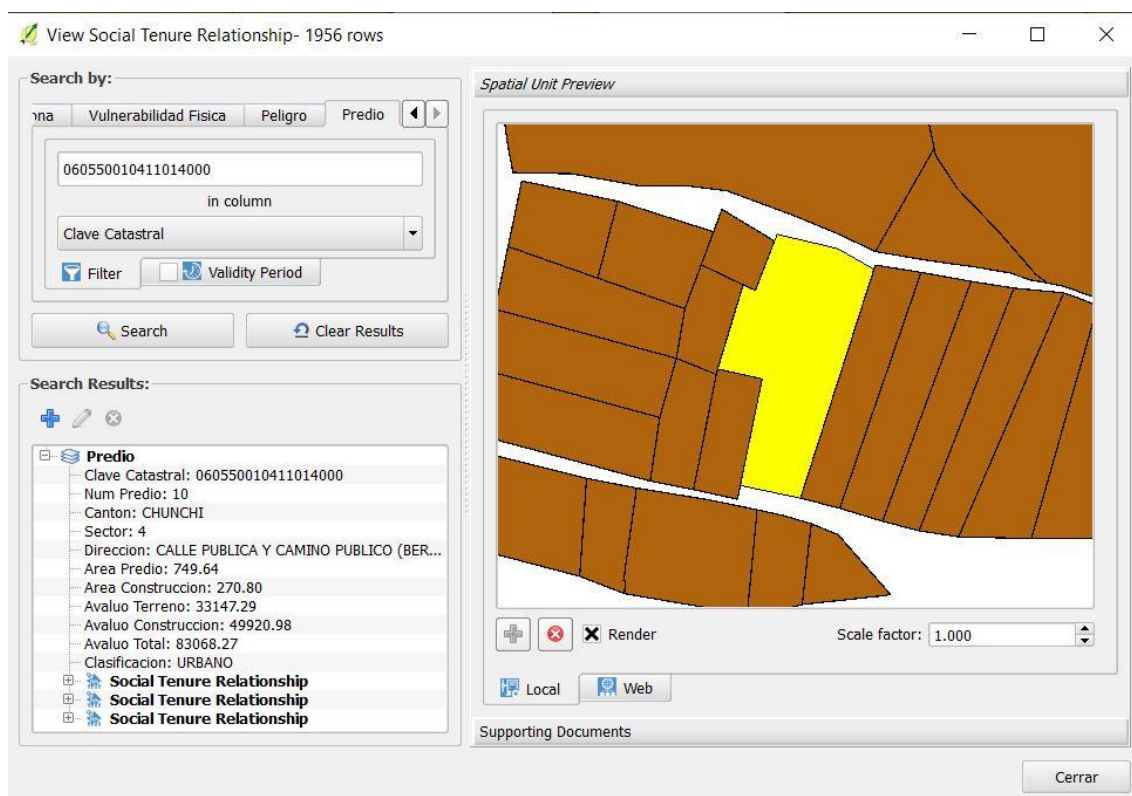 View Social Tenure Relationship- 1956 rows
Search by:
ona Vulnerabilidad Fisica Peligro Predio
060550010411014000
in column
Clave Catastral
Filter Validity Period
Search Clear Results
Search Results:
Predio
Clave Catastral: 060550010411014000
Num Predio: 10
Canton: CHUNCHI
Sector: 4
Direccion: CALLE PUBLICA Y CAMINO PUBLICO (BER...
Area Predio: 749.64
Area Construccion: 270.80
Avaluo Terreno: 33147.29
Avaluo Construccion: 49920.98
Avaluo Total: 83068.27
Clasificacion: URBANO
Social Tenure Relationship
Social Tenure Relationship
Social Tenure Relationship
Spatial Unit Preview
Render Scale factor: 1.000
Local Web
Supporting Documents
Cerrar